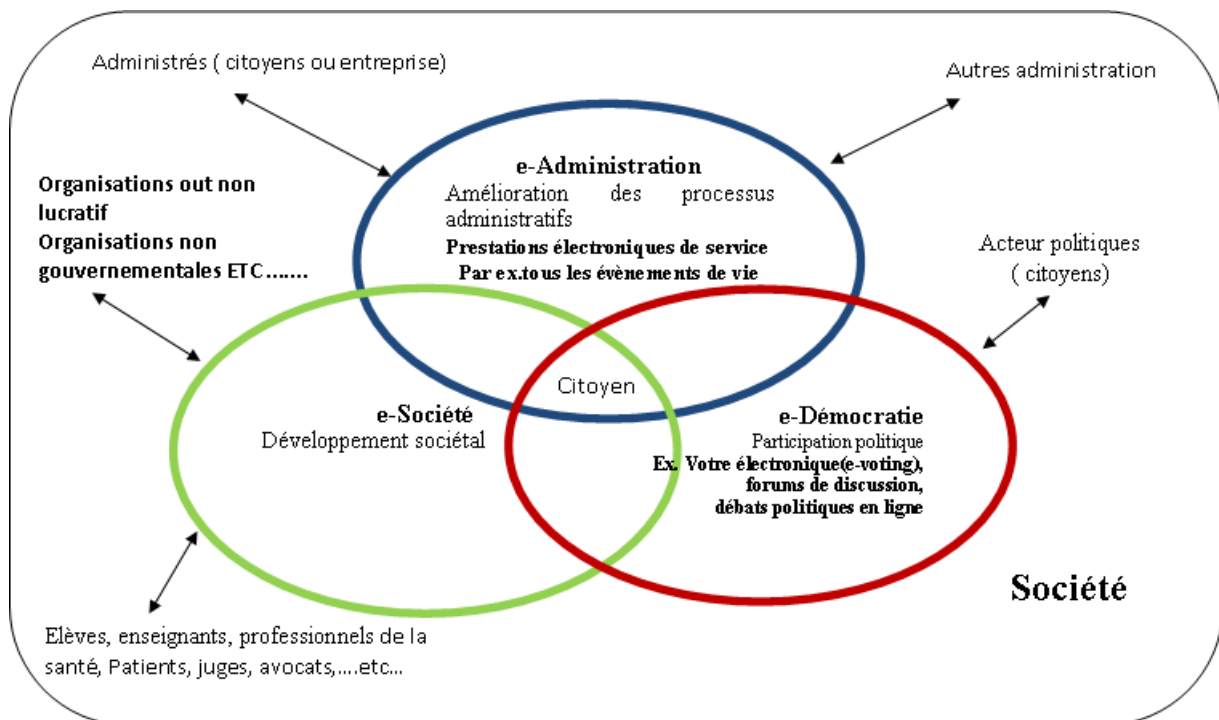 Administrés ( citoyens ou entreprise)
Autres administration
e-Administration
Amélioration des processus
administratifs
Prestations électroniques de service
Par ex.tous les évènements de vie
Organisations out non
lucratif
Organisations non
gouvernementales ETC.......
Acteur politiques
( citoyens)
Citoyen
e-Société
Développement sociétal
e-Démocratie
Participation politique
Ex. Votre électronique(e-voting),
forums de discussion,
débats politiques en ligne
Société
Elèves, enseignants, professionnels de la
santé, Patients, juges, avocats,....etc...